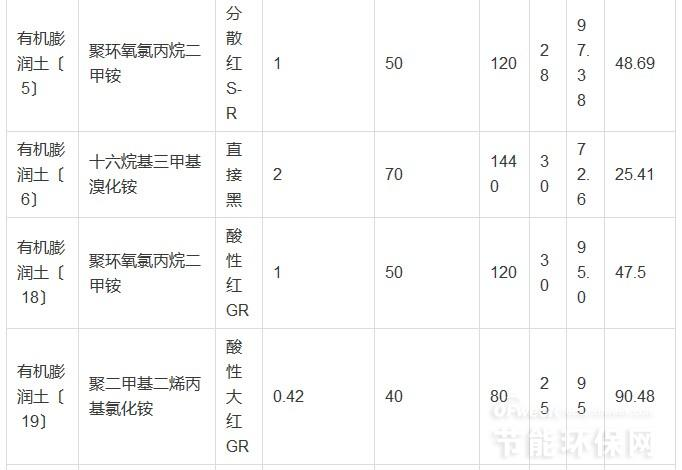 有机膨润土〔5〕 聚环氧氯丙烷二甲铵 分散红S-R 1 50 120 28 97.38 48.69
有机膨润土〔6〕 十六烷基三甲基溴化铵 直接黑 2 70 1440 30 72.6 25.41
有机膨润土〔18〕 聚环氧氯丙烷二甲铵 酸性红GR 1 50 120 30 95.0 47.5
有机膨润土〔19〕 聚二甲基二烯丙基氯化铵 酸性大红GR 0.42 40 80 25 95 90.48
OFweek
节能环保网